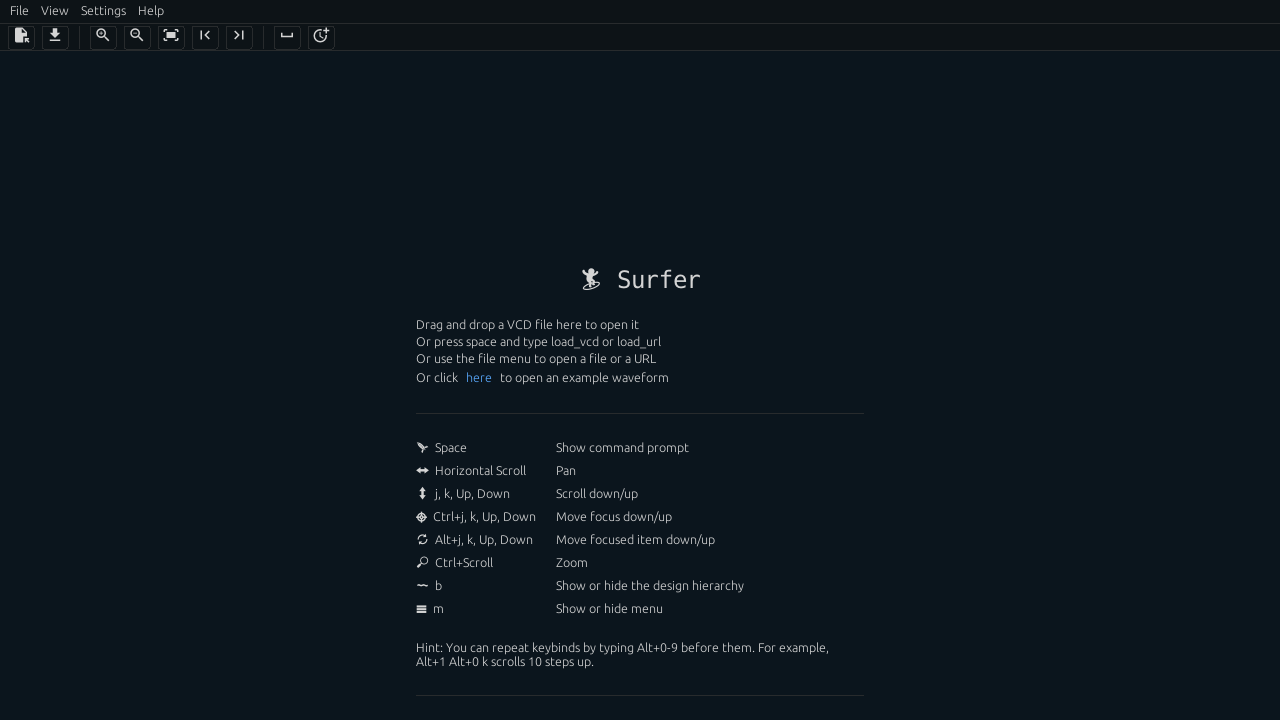 File View Settings Help
Surfer
Drag and drop a VCD file here to open it
Or press space and type load_vcd or load_url
Or use the file menu to open a file or a URL
Or click here to open an example waveform
Space Show command prompt
Horizontal Scroll Pan
j, k, Up, Down Scroll down/up
Ctrl+j, k, Up, Down Move focus down/up
Alt+j, k, Up, Down Move focused item down/up
Ctrl+Scroll Zoom
b Show or hide the design hierarchy
m Show or hide menu
Hint: You can repeat keybinds by typing Alt+0-9 before them. For example,
Alt+1 Alt+0 k scrolls 10 steps up.